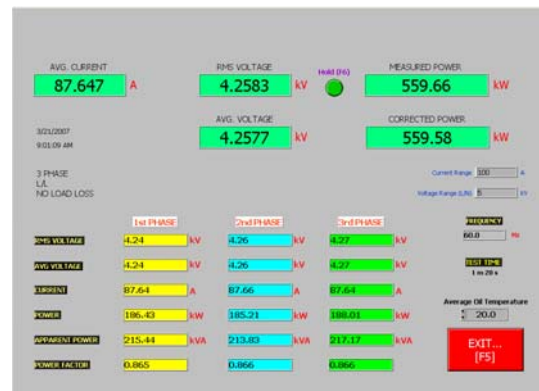 AVG. CURRENT RMS VOLTAGE Hold (F6) MEASURED POWER
87.647 A 4.2583 kV 559.66 kW
AVG. VOLTAGE CORRECTED POWER
3/21/2007 4.2577 kV 559.58 kW
9:01:09 AM
3 PHASE Current Range 100 A
L/L
NO LOAD LOSS Voltage Range (L/N) 5 kV
1st PHASE 2nd PHASE 3rd PHASE FREQUENCY
RMS VOLTAGE 4.24 kV 4.26 kV 4.27 kV 60.0 Hz
AVG VOLTAGE 4.24 kV 4.26 kV 4.27 kV TEST TIME
1 m 20 s
CURRENT 87.64 A 87.66 A 87.64 A
Average Oil Temperature
POWER 186.43 kW 185.21 kW 188.01 kW 20.0
APPARENT POWER 215.44 kVA 213.83 kVA 217.17 kVA EXIT...
[F5]
POWER FACTOR 0.865 0.866 0.866